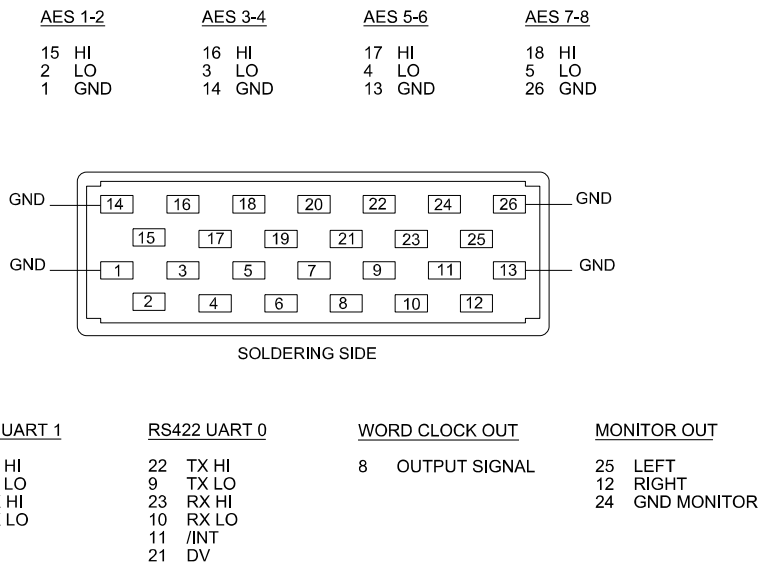 AES 1-2 AES 3-4 AES 5-6 AES 7-8
15 HI 16 HI 17 HI 18 HI
2 LO 3 LO 4 LO 5 LO
1 GND 14 GND 13 GND 26 GND
GND 14 16 18 20 22 24 26 GND
15 17 19 21 23 25
GND 1 3 5 7 9 11 13 GND
2 4 6 8 10 12
SOLDERING SIDE
UART 1 RS422 UART 0 WORD CLOCK OUT MONITOR OUT
HI 22 TX HI 8 OUTPUT SIGNAL 25 LEFT
LO 9 TX LO 12 RIGHT
HI 23 RX HI 24 GND MONITOR
LO 10 RX LO
11 /INT
21 DV